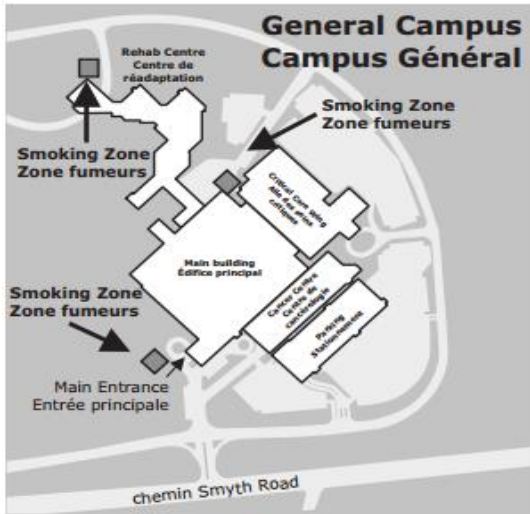 General Campus
Campus Général
Rehab Centre
Centre de
réadaptation
Smoking Zone
Zone fumeurs
Smoking Zone
Zone fumeurs
Critical Care Wing
Aile des soins
critiques
Main building
Édifice principal
Cancer Centre
Centre de
cancérologie
Parking
Stationnement
Smoking Zone
Zone fumeurs
Main Entrance
Entrée principale
chemin Smyth Road